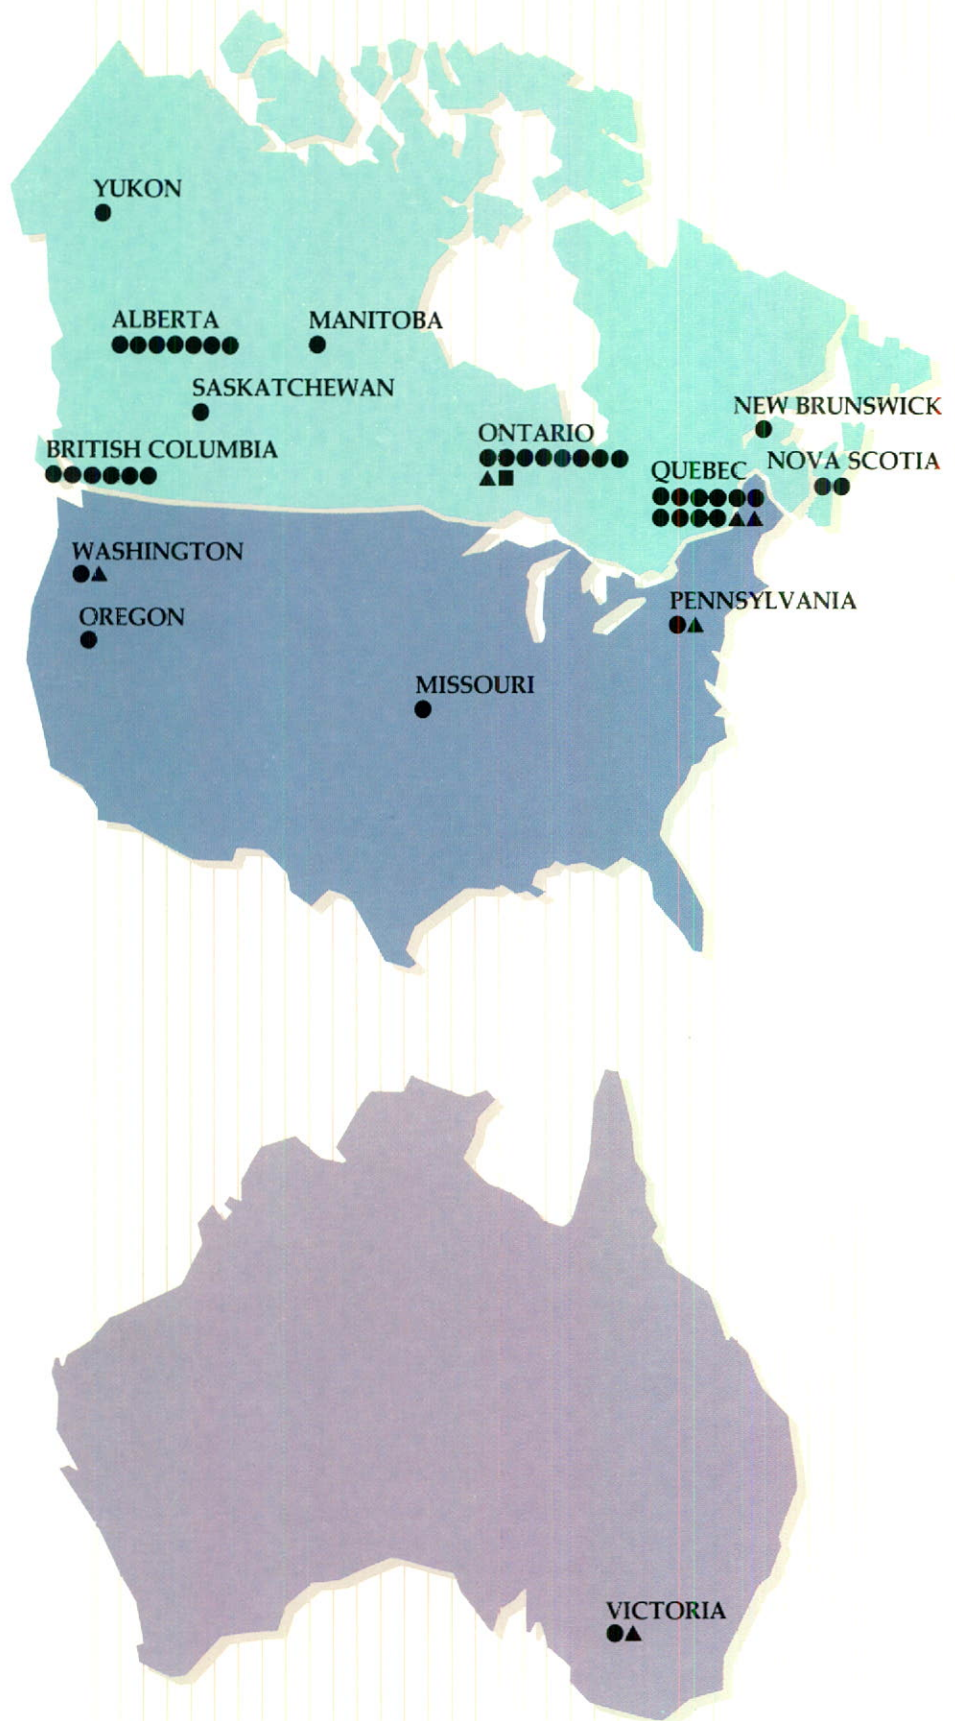 YUKON
ALBERTA
MANITOBA
SASKATCHEWAN
NEW BRUNSWICK
ONTARIO
BRITISH COLUMBIA
NOVA SCOTIA
QUEBEC
WASHINGTON
PENNSYLVANIA
OREGON
MISSOURI
VICTORIA